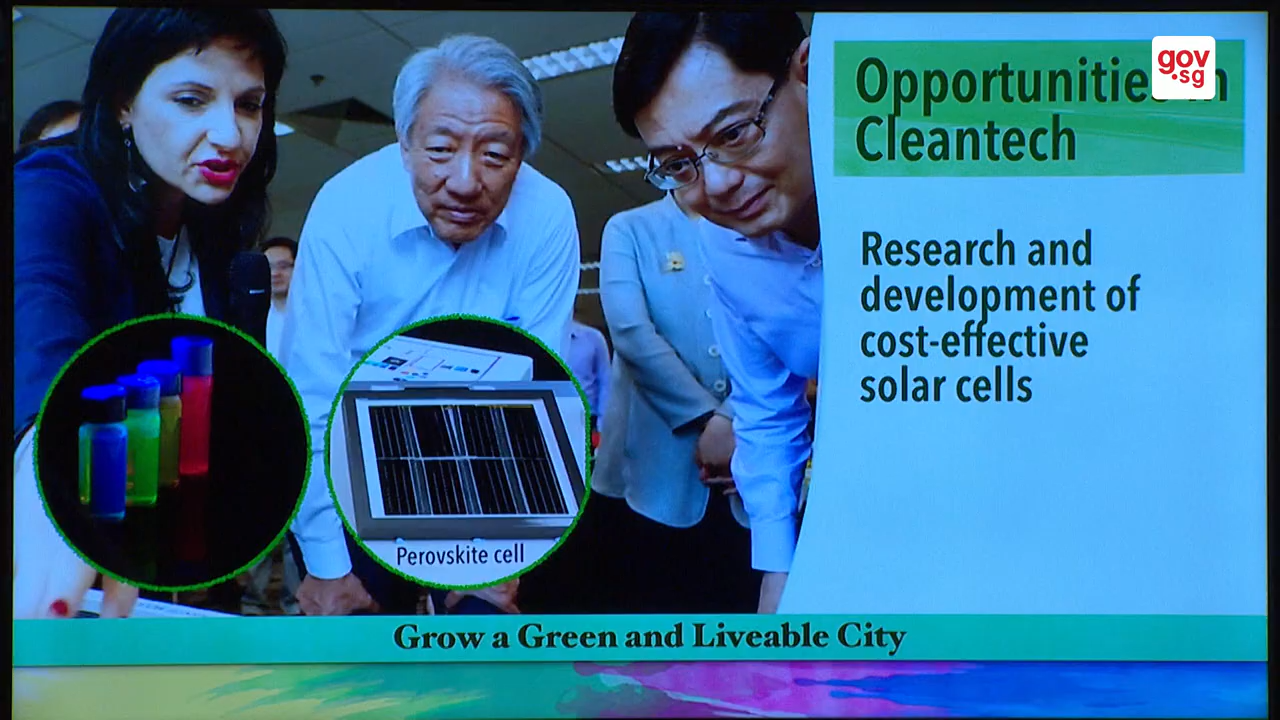 gov
.sg
Opportunities in
Cleantech
Research and
development of
cost-effective
solar cells
Perovskite cell
Grow a Green and Liveable City